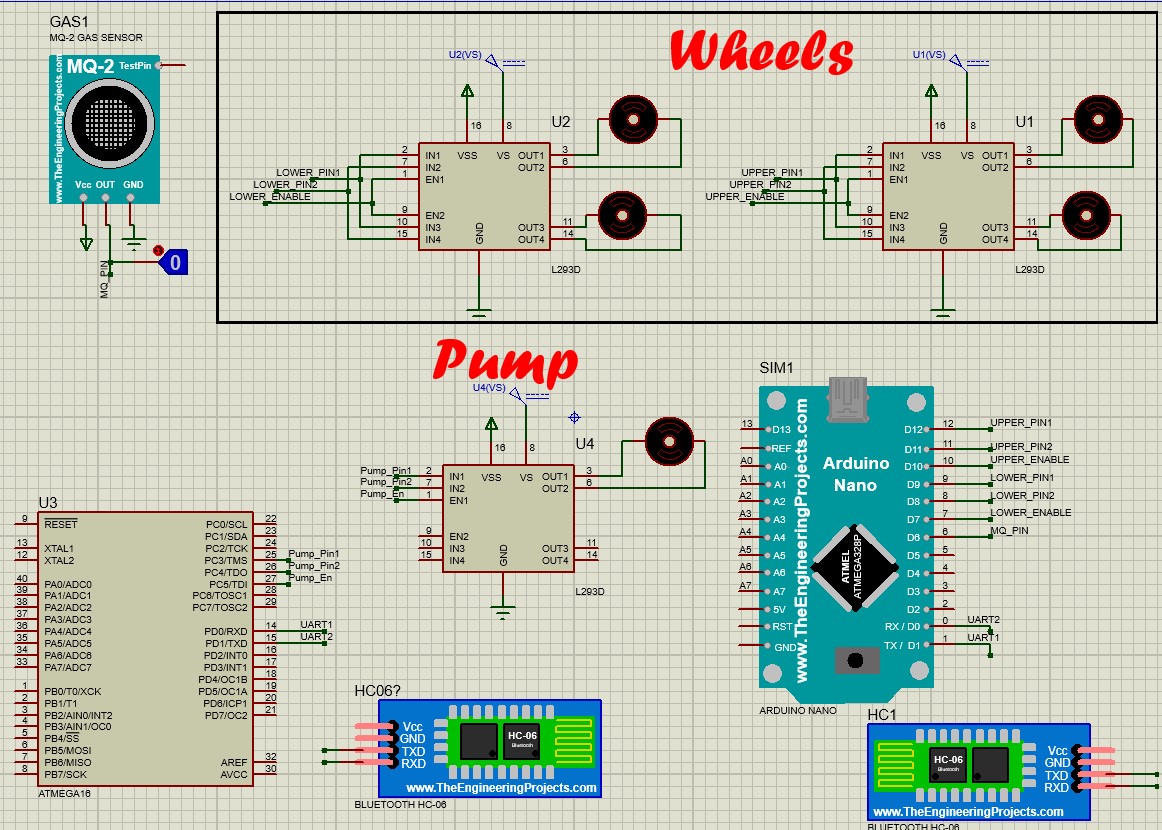 GAS1
MQ-2 GAS SENSOR
MQ-2 TestPin
www.TheEngineeringProjects.com
Vcc OUT GND
MQ_PIN
0
Wheels
U2(VS)
U2
16 8
VSS VS
2 IN1 OUT1 3
7 IN2 OUT2 6
1 EN1
9 EN2
10 IN3 OUT3 11
15 IN4 OUT4 14
GND
LOWER_PIN1
LOWER_PIN2
LOWER_ENABLE
L293D
U1(VS)
U1
16 8
VSS VS
2 IN1 OUT1 3
7 IN2 OUT2 6
1 EN1
9 EN2
10 IN3 OUT3 11
15 IN4 OUT4 14
GND
UPPER_PIN1
UPPER_PIN2
UPPER_ENABLE
L293D
Pump
U4(VS)
U4
16 8
VSS VS
Pump_Pin1 2 IN1 OUT1 3
Pump_Pin2 7 IN2 OUT2 6
Pump_En 1 EN1
9 EN2
10 IN3 OUT3 11
15 IN4 OUT4 14
GND
L293D
SIM1
www.TheEngineeringProjects.com
Arduino
Nano
ATMEL
ATMEGA328P
13 D13
REF
A0 A0
A1 A1
A2 A2
A3 A3
A4 A4
A5 A5
A6 A6
A7 A7
5V
RST
GND
D12 12 UPPER_PIN1
D11 11 UPPER_PIN2
D10 10 UPPER_ENABLE
D9 9 LOWER_PIN1
D8 8 LOWER_PIN2
D7 7 LOWER_ENABLE
D6 6 MQ_PIN
D5 5
D4 4
D3 3
D2 2
RX / D0 0 UART2
TX / D1 1 UART1
ARDUINO NANO
U3
9 RESET
13 XTAL1
12 XTAL2
40 PA0/ADC0
39 PA1/ADC1
38 PA2/ADC2
37 PA3/ADC3
36 PA4/ADC4
35 PA5/ADC5
34 PA6/ADC6
33 PA7/ADC7
1 PB0/T0/XCK
2 PB1/T1
3 PB2/AIN0/INT2
4 PB3/AIN1/OC0
5 PB4/SS
6 PB5/MOSI
7 PB6/MISO
8 PB7/SCK
PC0/SCL 22
PC1/SDA 23
PC2/TCK 24
PC3/TMS 25 Pump_Pin1
PC4/TDO 26 Pump_Pin2
PC5/TDI 27 Pump_En
PC6/TOSC1 28
PC7/TOSC2 29
PD0/RXD 14 UART1
PD1/TXD 15 UART2
PD2/INT0 16
PD3/INT1 17
PD4/OC1B 18
PD5/OC1A 19
PD6/ICP1 20
PD7/OC2 21
AREF 32
AVCC 30
ATMEGA16
HC06?
Vcc
GND
TXD
RXD
HC-06
Bluetooth
www.TheEngineeringProjects.com
BLUETOOTH HC-06
HC1
HC-06
Bluetooth
Vcc
GND
TXD
RXD
www.TheEngineeringProjects.com
BLUETOOTH HC-06